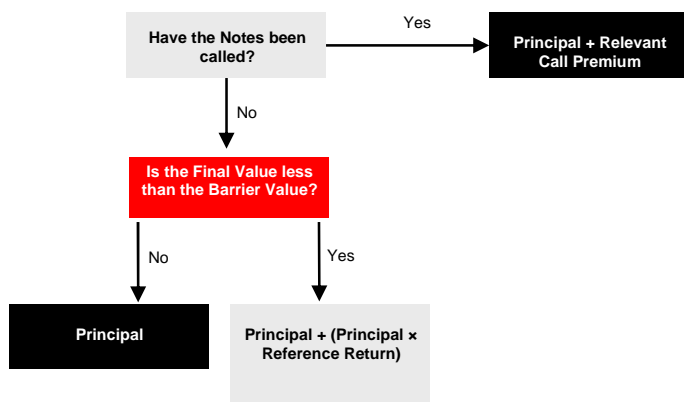 Have the Notes been
called?
Yes
Principal + Relevant
Call Premium
No
Is the Final Value less
than the Barrier Value?
No
Yes
Principal
Principal + (Principal ×
Reference Return)